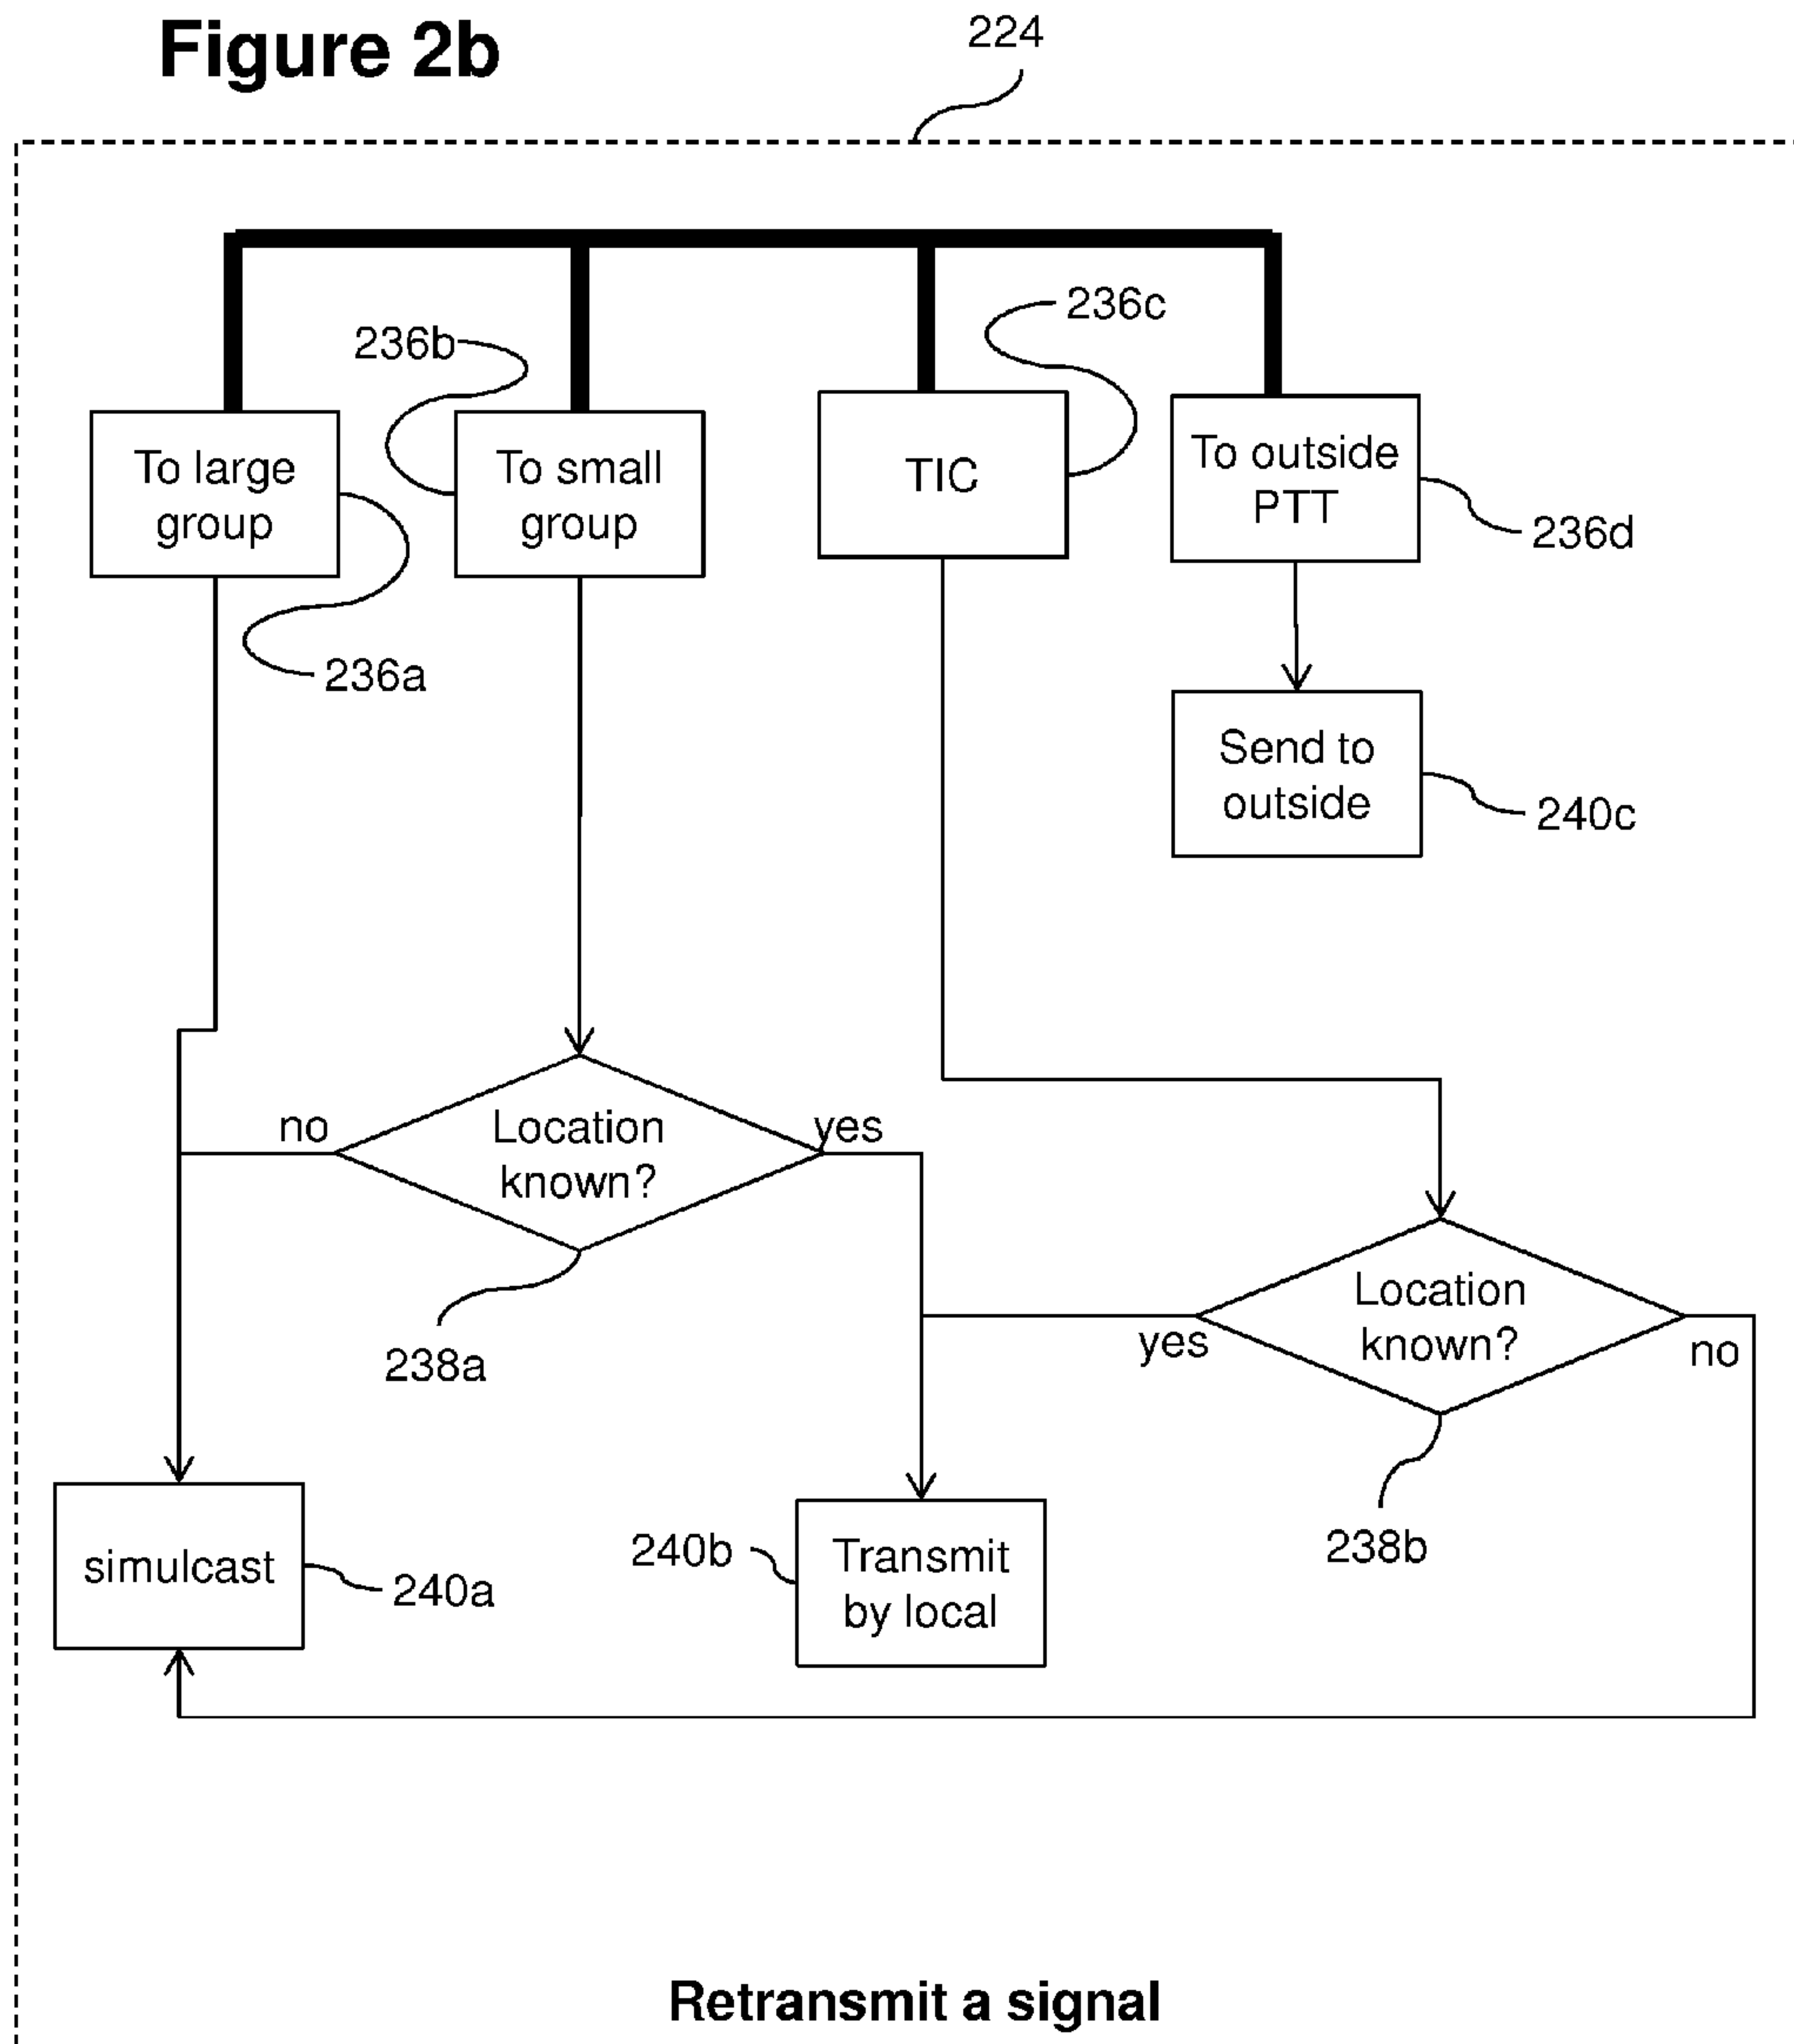 Figure 2b
224
236c
236b
To large
group
To small
group
TIC
To outside
PTT
236d
236a
Send to
outside
240c
no
Location
known?
yes
238a
Location
known?
yes
no
238b
simulcast
240a
240b
Transmit
by local
Retransmit a signal